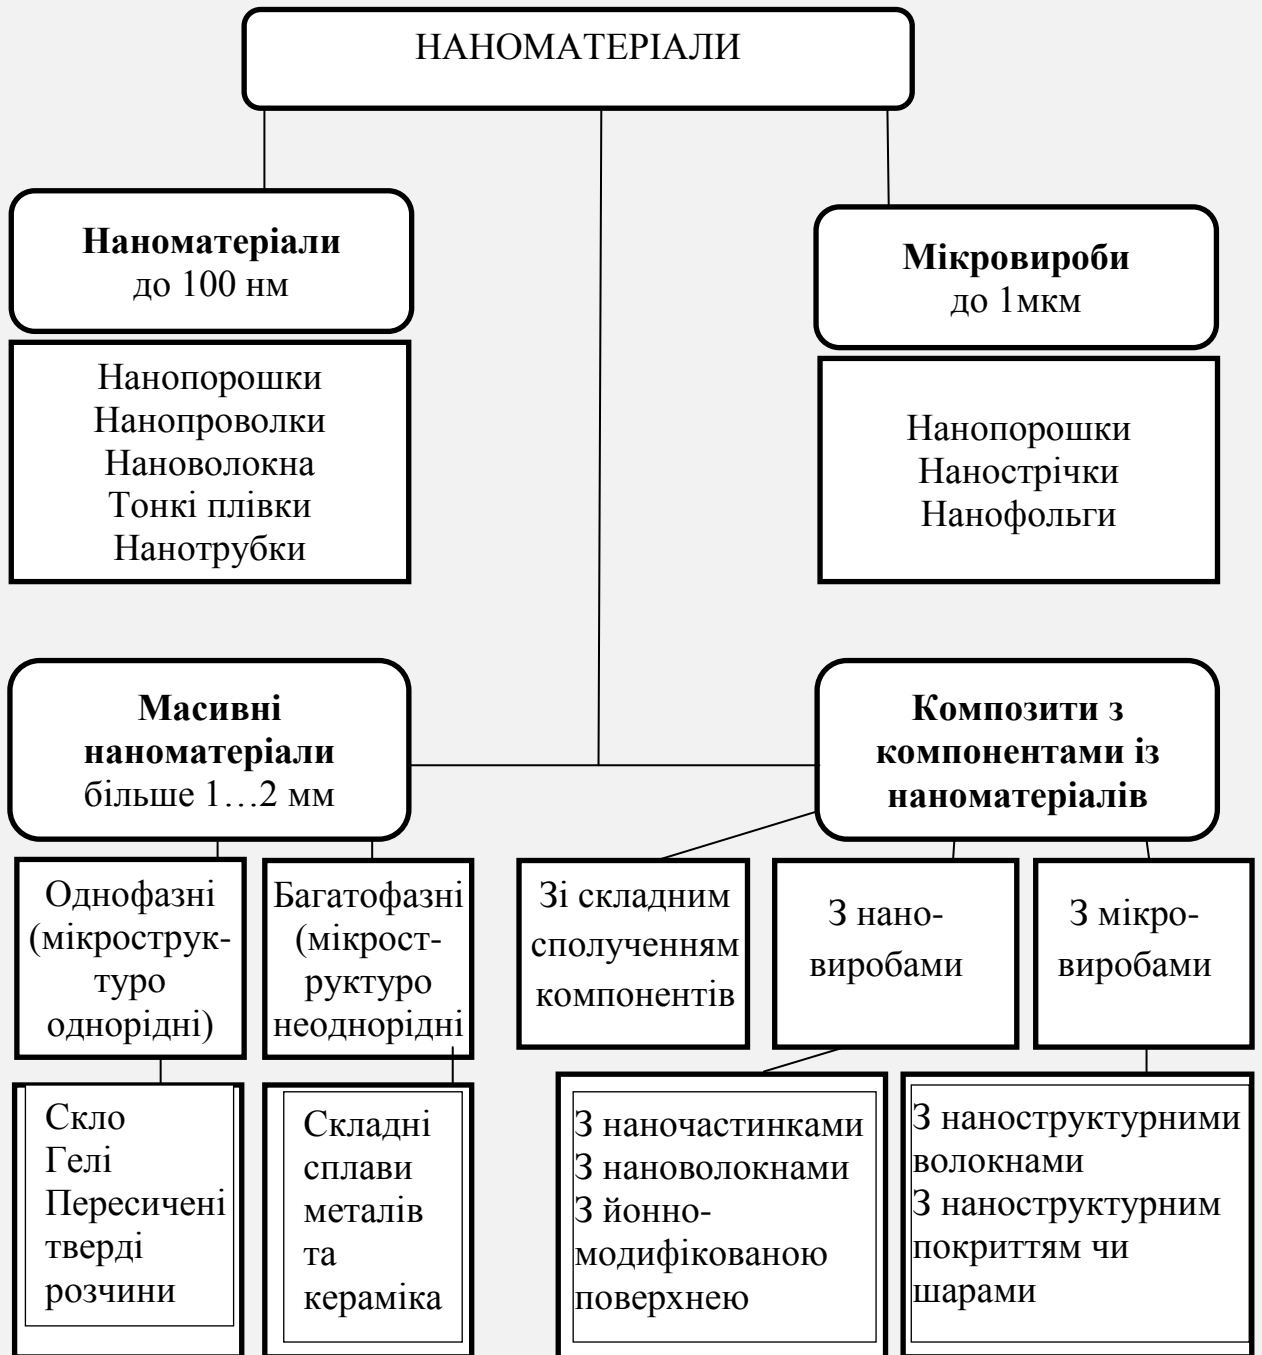 НАНОМАТЕРІАЛИ
Наноматеріали
до 100 нм
Мікровироби
до 1мкм
Нанопорошки
Нанопроволки
Нановолокна
Тонкі плівки
Нанотрубки
Нанопорошки
Нанострічки
Нанофольги
Масивні
наноматеріали
більше 1…2 мм
Композити з
компонентами із
наноматеріалів
Однофазні
(мікрострук-
туро
однорідні)
Багатофазні
(мікрост-
руктуро
неоднорідні
Зі складним
сполученням
компонентів
З нано-
виробами
З мікро-
виробами
Скло
Гелі
Пересичені
тверді
розчини
Складні
сплави
металів
та
кераміка
З наночастинками
З нановолокнами
З йонно-
модифікованою
поверхнею
З наноструктурними
волокнами
З наноструктурним
покриттям чи
шарами